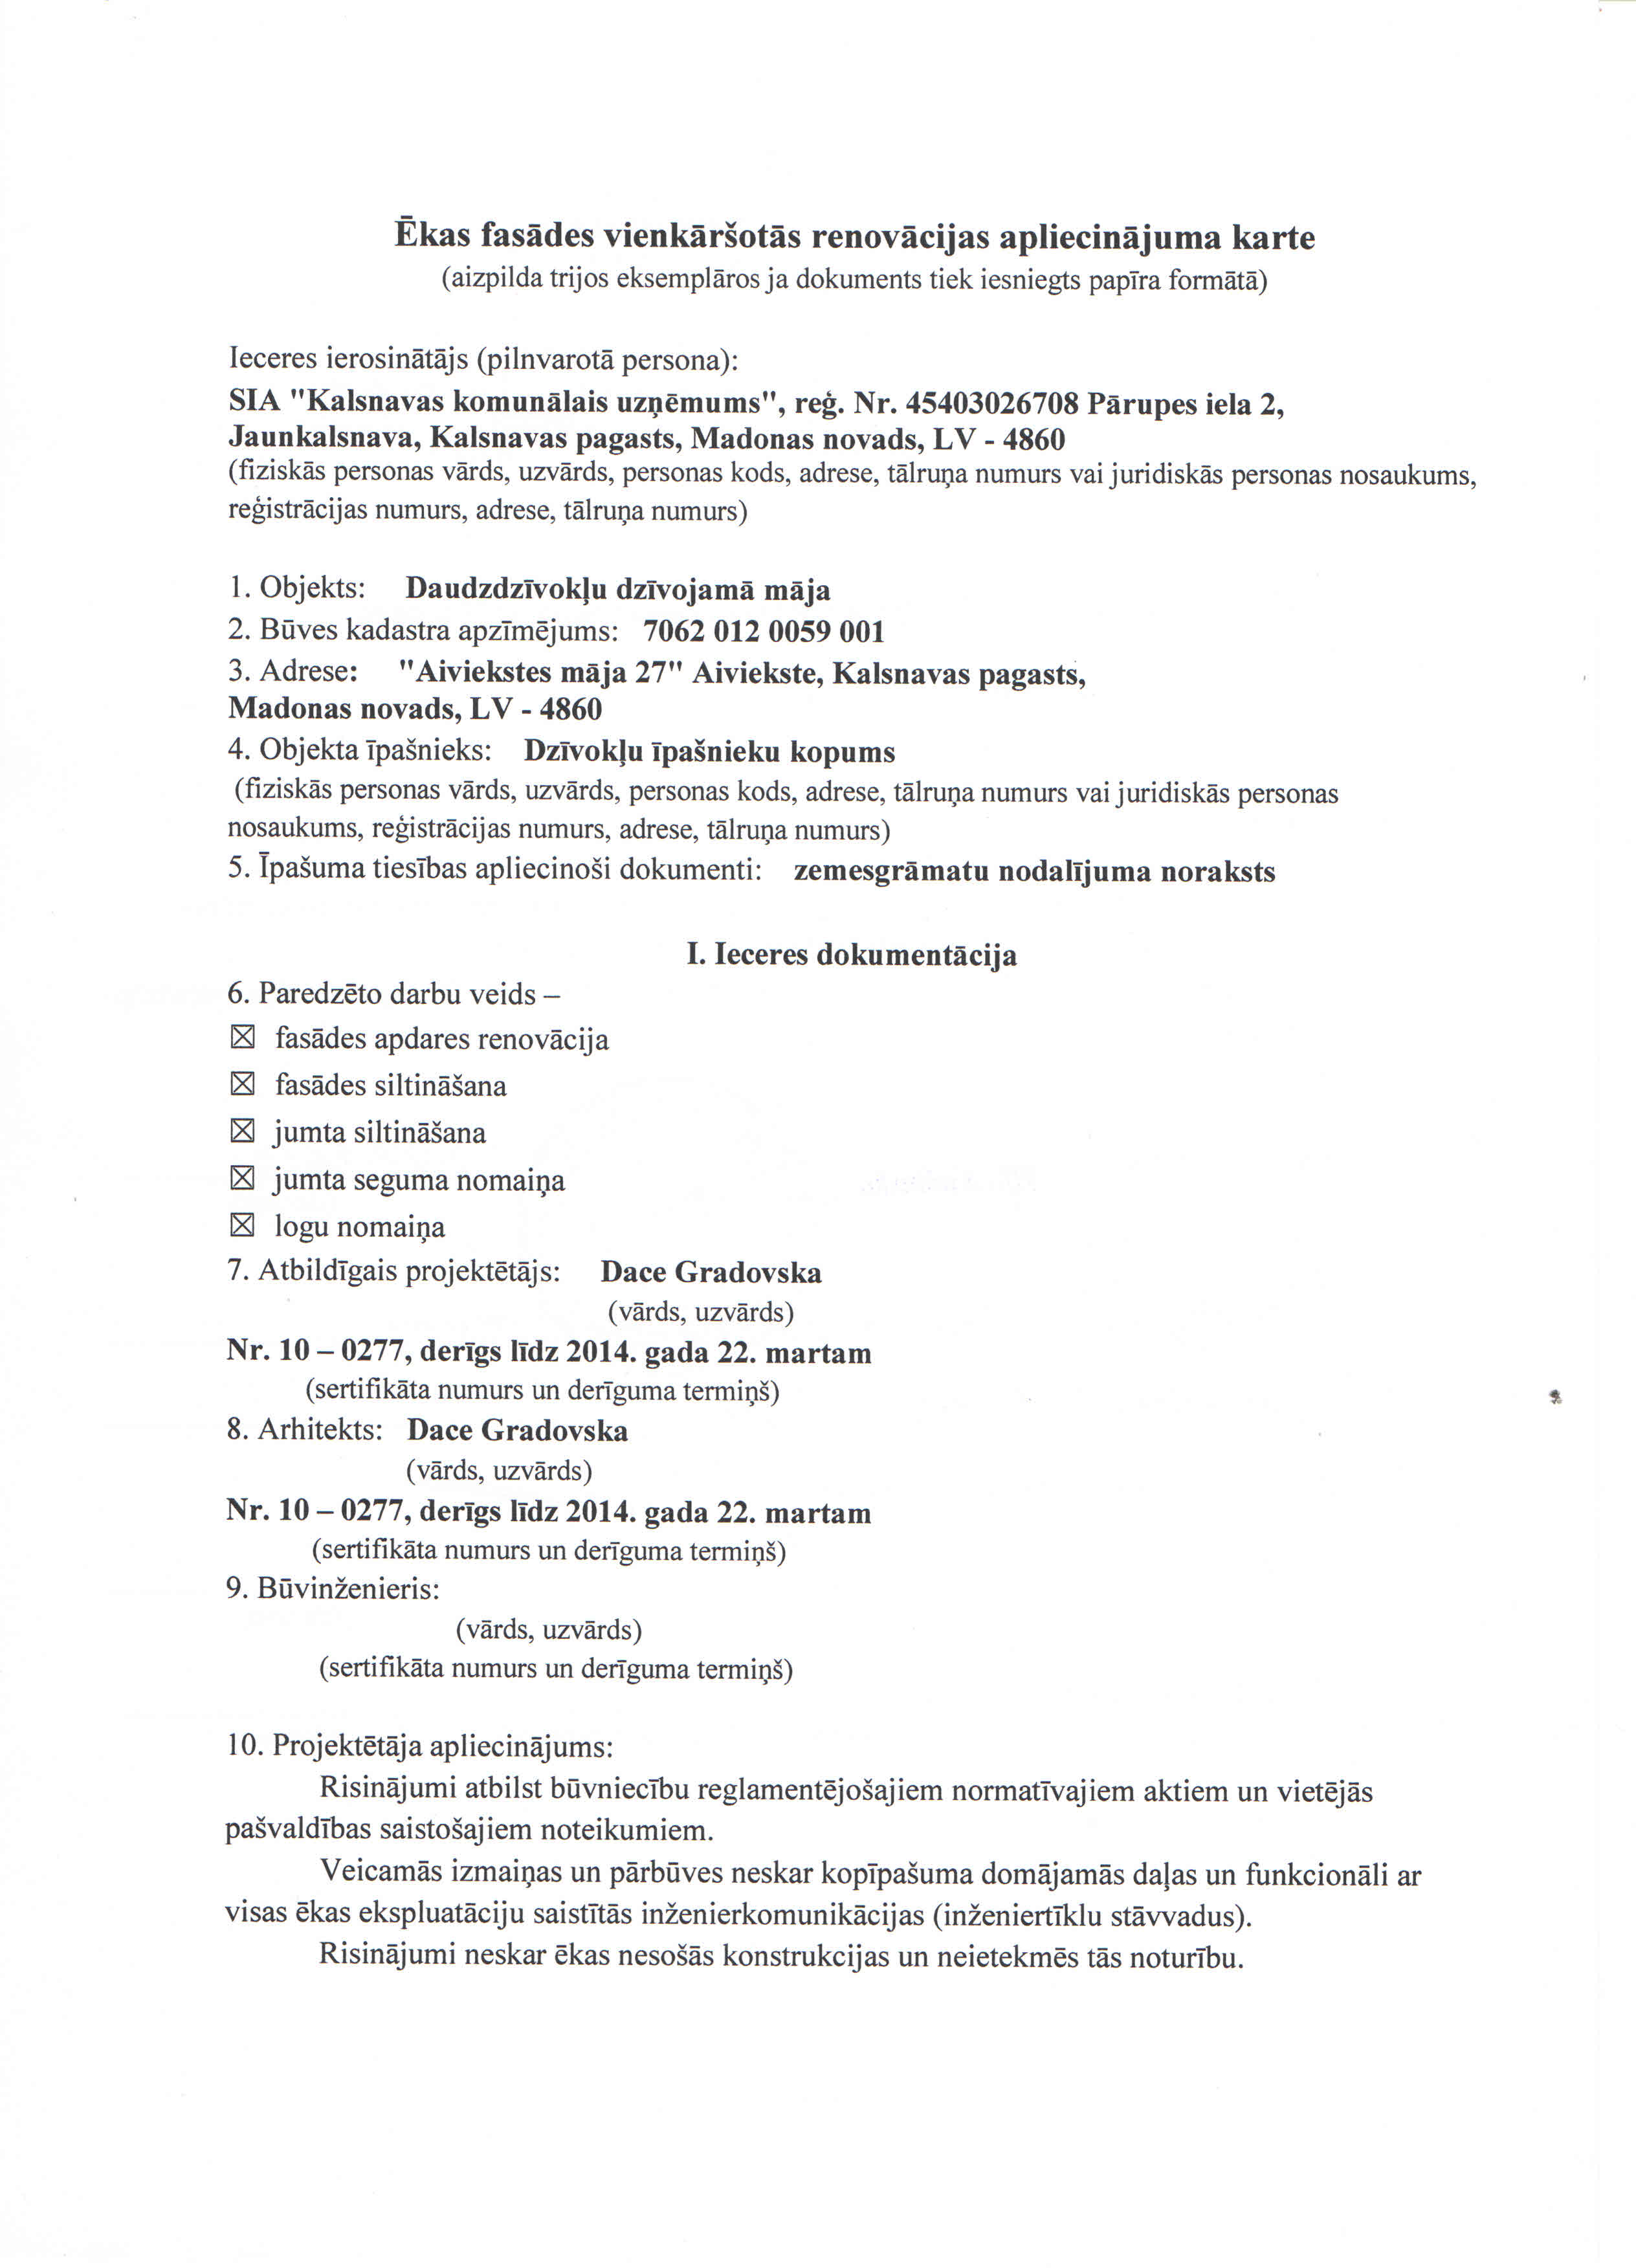 Ēkas fasādes vienkāršotās renovācijas apliecinājuma karte
(aizpilda trijos eksemplāros ja dokuments tiek iesniegts papīra formātā)
Ieceres ierosinātājs (pilnvarotā persona):
SIA "Kalsnavas komunālais uzņēmums", reģ. Nr. 45403026708 Pārupes iela 2,
Jaunkalsnava, Kalsnavas pagasts, Madonas novads, LV - 4860
(fiziskās personas vārds, uzvārds, personas kods, adrese, tālruņa numurs vai juridiskās personas nosaukums,
reģistrācijas numurs, adrese, tālruņa numurs)
1. Objekts: Daudzdzīvokļu dzīvojamā māja
2. Būves kadastra apzīmējums: 7062 012 0059 001
3. Adrese: "Aiviekstes māja 27" Aiviekste, Kalsnavas pagasts,
Madonas novads, LV - 4860
4. Objekta īpašnieks: Dzīvokļu īpašnieku kopums
(fiziskās personas vārds, uzvārds, personas kods, adrese, tālruņa numurs vai juridiskās personas
nosaukums, reģistrācijas numurs, adrese, tālruņa numurs)
5. Īpašuma tiesības apliecinoši dokumenti: zemesgrāmatu nodalījuma noraksts
I. Ieceres dokumentācija
6. Paredzēto darbu veids –
☒ fasādes apdares renovācija
☒ fasādes siltināšana
☒ jumta siltināšana
☒ jumta seguma nomaiņa
☒ logu nomaiņa
7. Atbildīgais projektētājs: Dace Gradovska
(vārds, uzvārds)
Nr. 10 – 0277, derīgs līdz 2014. gada 22. martam
(sertifikāta numurs un derīguma termiņš)
8. Arhitekts: Dace Gradovska
(vārds, uzvārds)
Nr. 10 – 0277, derīgs līdz 2014. gada 22. martam
(sertifikāta numurs un derīguma termiņš)
9. Būvinženieris:
(vārds, uzvārds)
(sertifikāta numurs un derīguma termiņš)
10. Projektētāja apliecinājums:
Risinājumi atbilst būvniecību reglamentējošajiem normatīvajiem aktiem un vietējās
pašvaldības saistošajiem noteikumiem.
Veicamās izmaiņas un pārbūves neskar kopīpašuma domājamās daļas un funkcionāli ar
visas ēkas ekspluatāciju saistītās inženierkomunikācijas (inženiertīklu stāvvadus).
Risinājumi neskar ēkas nesošās konstrukcijas un neietekmēs tās noturību.